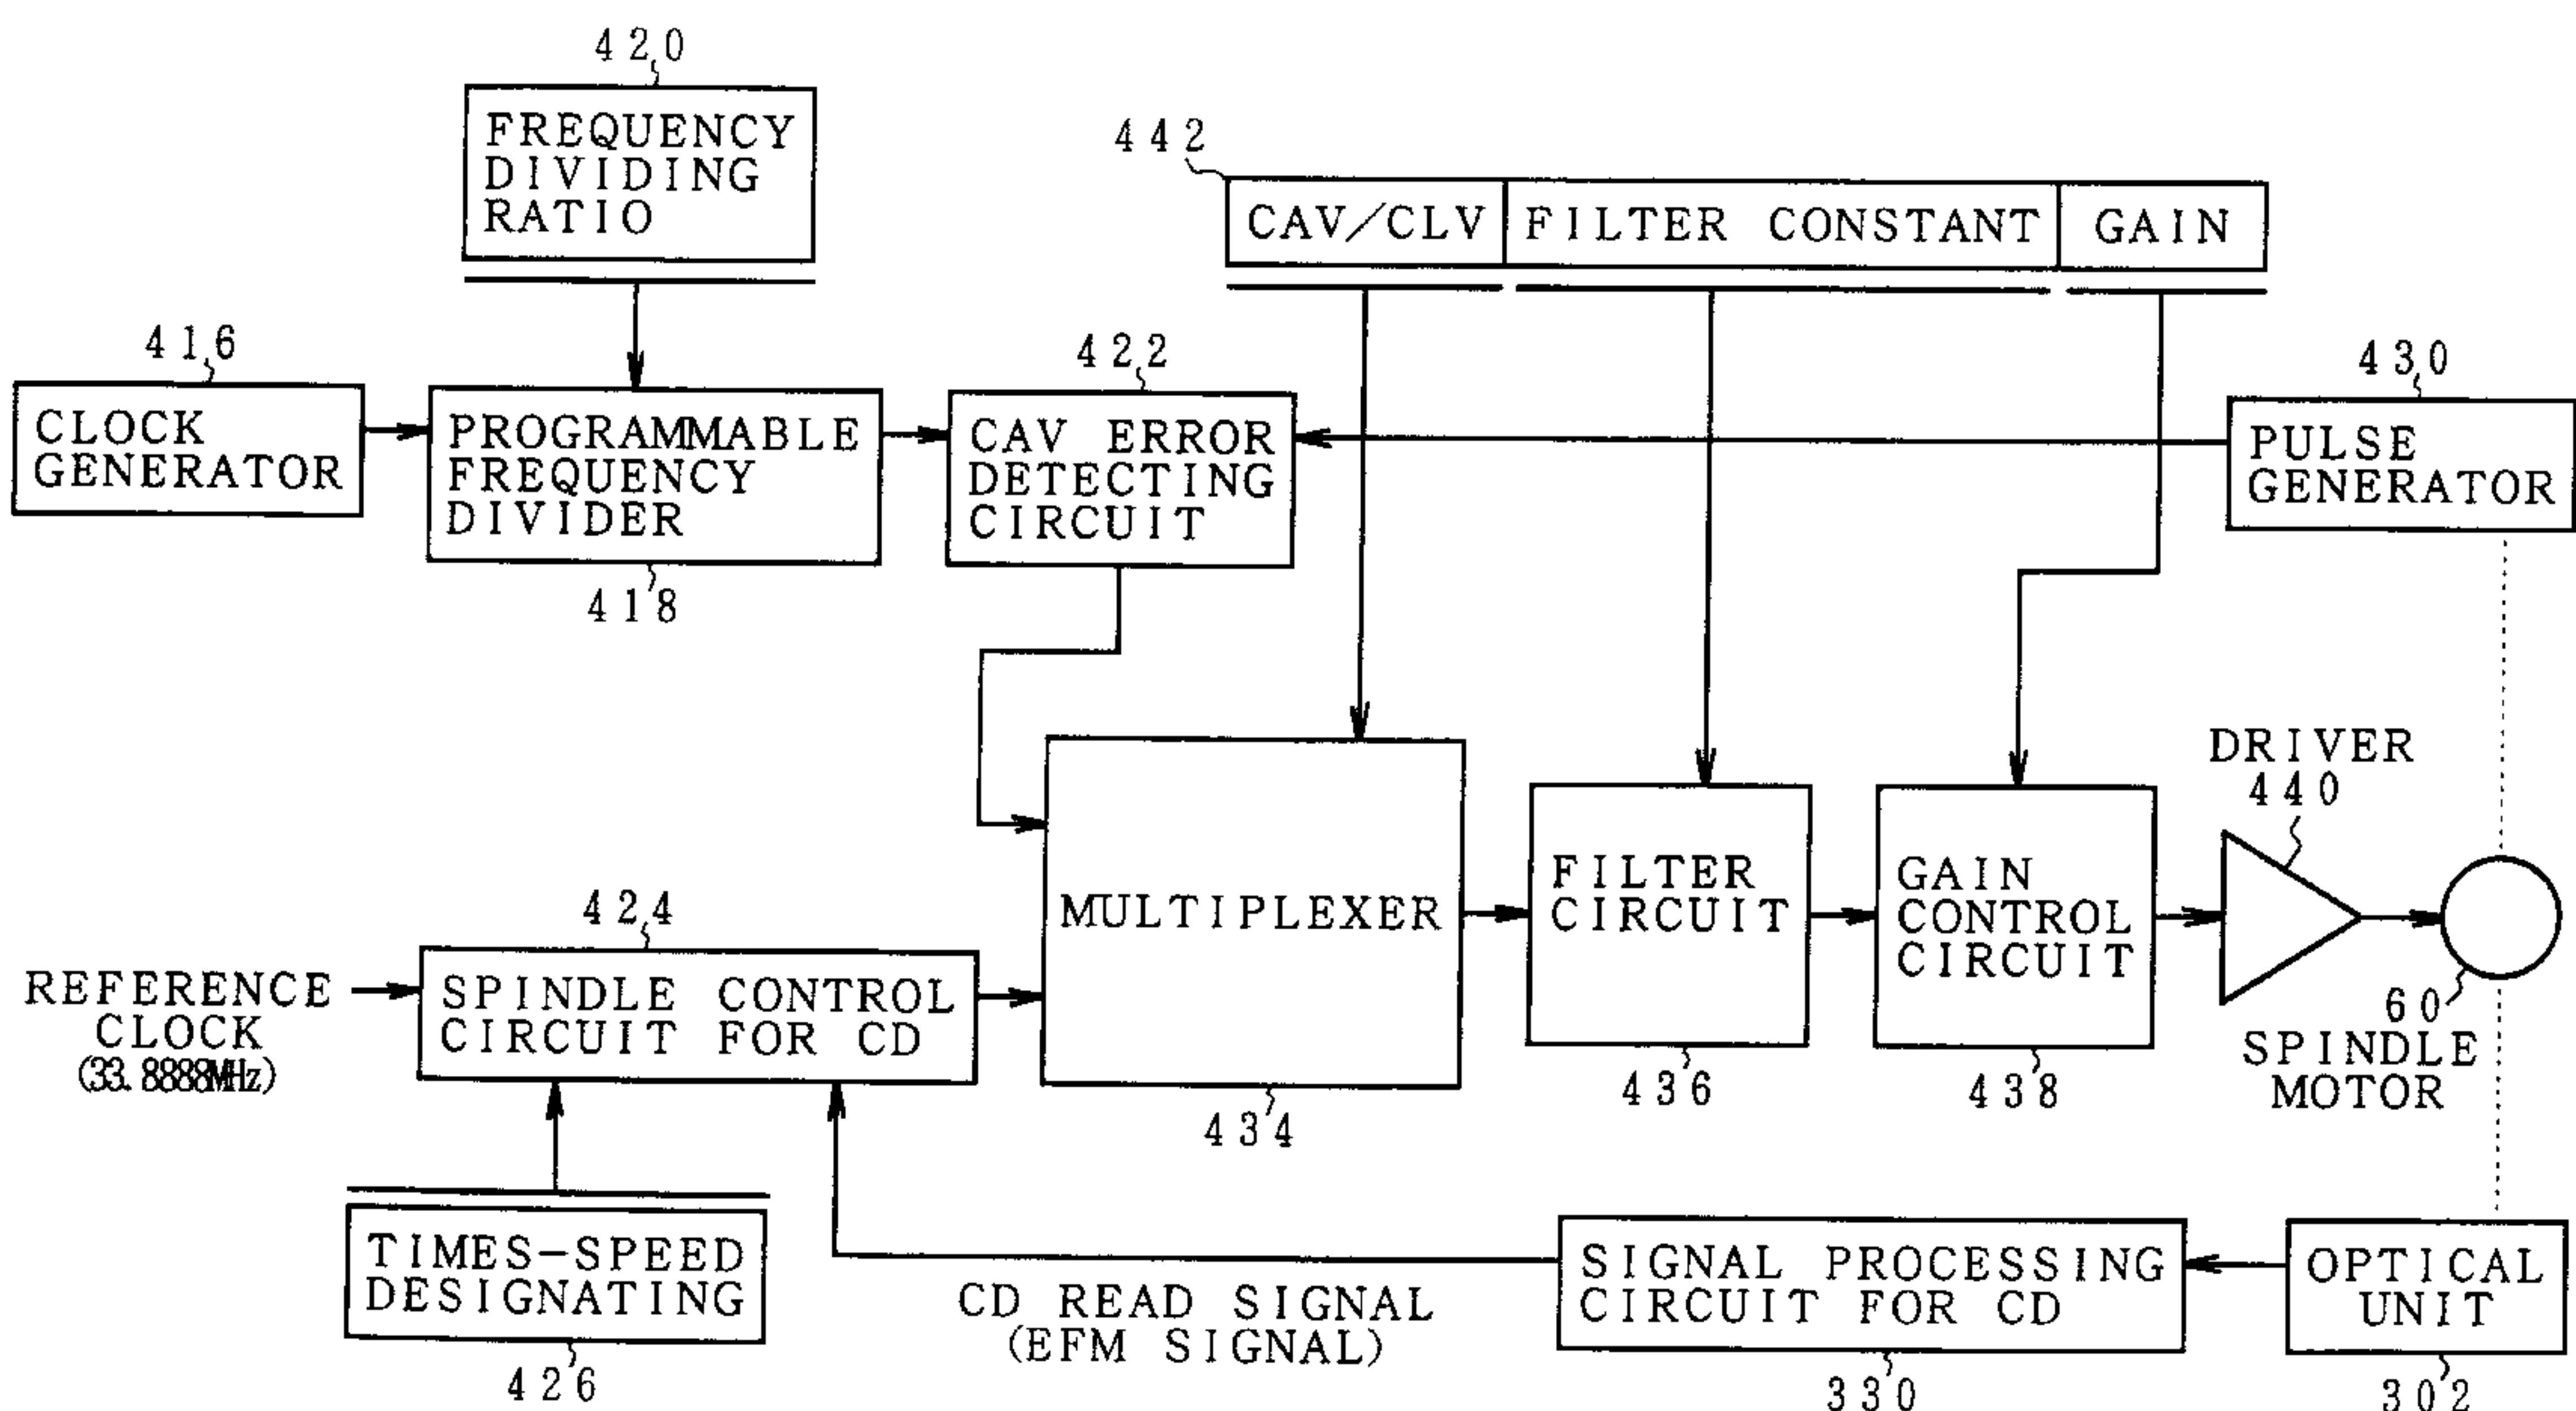 420
FREQUENCY
DIVIDING
RATIO
442
CAV/CLV
FILTER CONSTANT
GAIN
416
CLOCK
GENERATOR
PROGRAMMABLE
FREQUENCY
DIVIDER
418
422
CAV ERROR
DETECTING
CIRCUIT
430
PULSE
GENERATOR
DRIVER
440
MULTIPLEXER
434
FILTER
CIRCUIT
436
GAIN
CONTROL
CIRCUIT
438
60
SPINDLE
MOTOR
424
REFERENCE
CLOCK
(33.8888MHz)
SPINDLE CONTROL
CIRCUIT FOR CD
TIMES-SPEED
DESIGNATING
426
CD READ SIGNAL
(EFM SIGNAL)
SIGNAL PROCESSING
CIRCUIT FOR CD
330
OPTICAL
UNIT
302